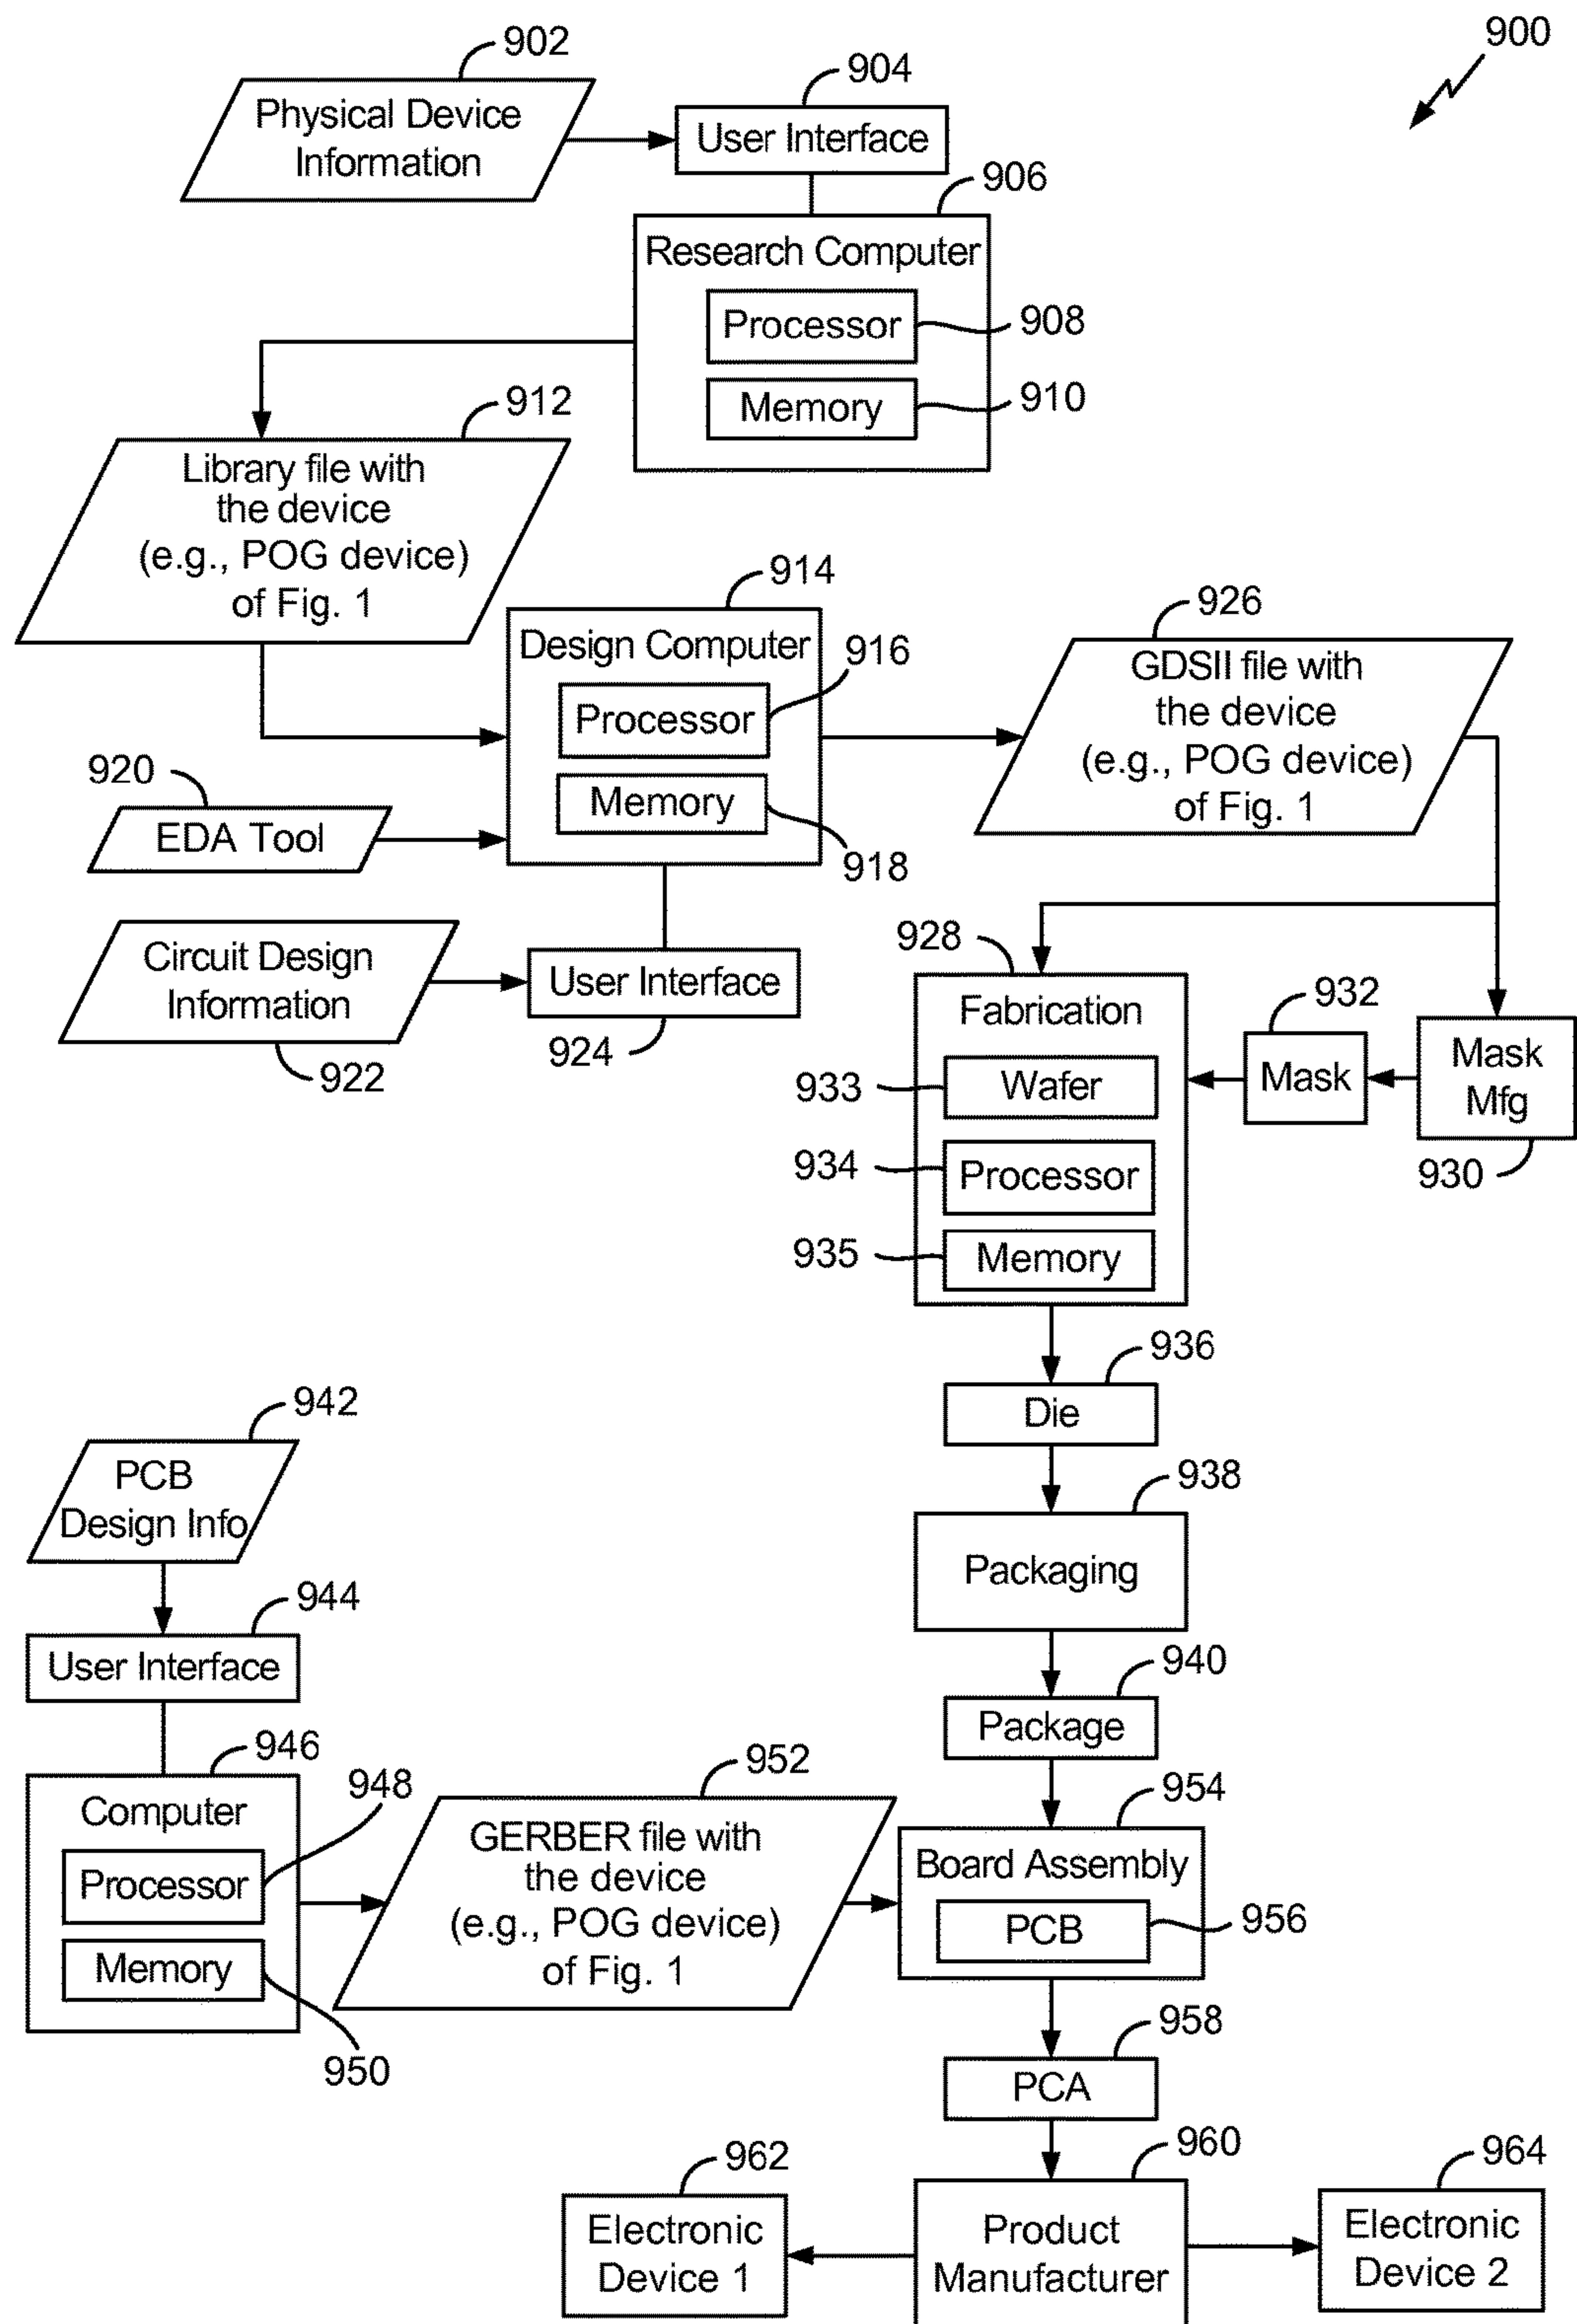 900
902
Physical Device
Information
904
User Interface
906
Research Computer
Processor
908
Memory
910
912
Library file with
the device
(e.g., POG device)
of Fig. 1
914
Design Computer
916
Processor
Memory
918
920
EDA Tool
Circuit Design
Information
922
User Interface
924
926
GDSII file with
the device
(e.g., POG device)
of Fig. 1
928
Fabrication
933
Wafer
934
Processor
935
Memory
932
Mask
Mask
Mfg
930
936
Die
938
Packaging
940
Package
942
PCB
Design Info
944
User Interface
946
Computer
948
Processor
Memory
950
952
GERBER file with
the device
(e.g., POG device)
of Fig. 1
954
Board Assembly
PCB
956
958
PCA
960
Product
Manufacturer
962
Electronic
Device 1
964
Electronic
Device 2